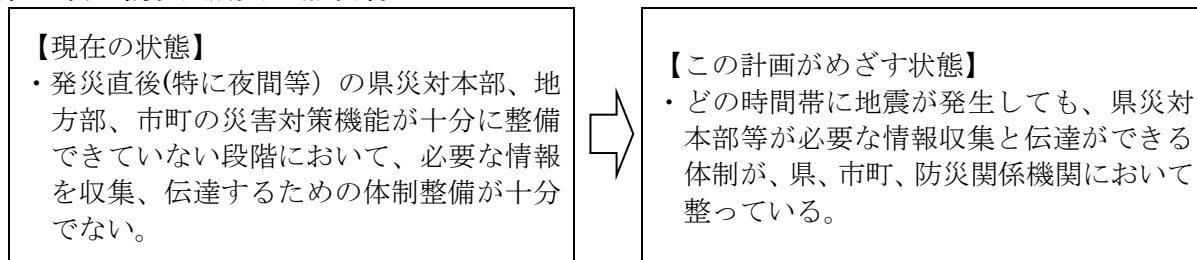 【現在の状態】
・発災直後(特に夜間等）の県災対本部、地
方部、市町の災害対策機能が十分に整備
できていない段階において、必要な情報
を収集、伝達するための体制整備が十分
でない。
【この計画がめざす状態】
・どの時間帯に地震が発生しても、県災対
本部等が必要な情報収集と伝達ができる
体制が、県、市町、防災関係機関において
整っている。